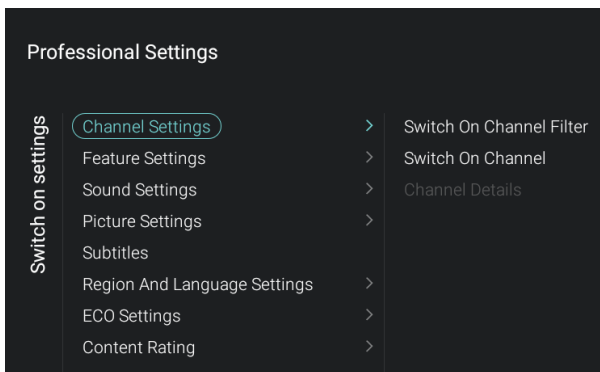 Professional Settings
Switch on settings
Channel Settings
Feature Settings
Sound Settings
Picture Settings
Subtitles
Region And Language Settings
ECO Settings
Content Rating
Switch On Channel Filter
Switch On Channel
Channel Details